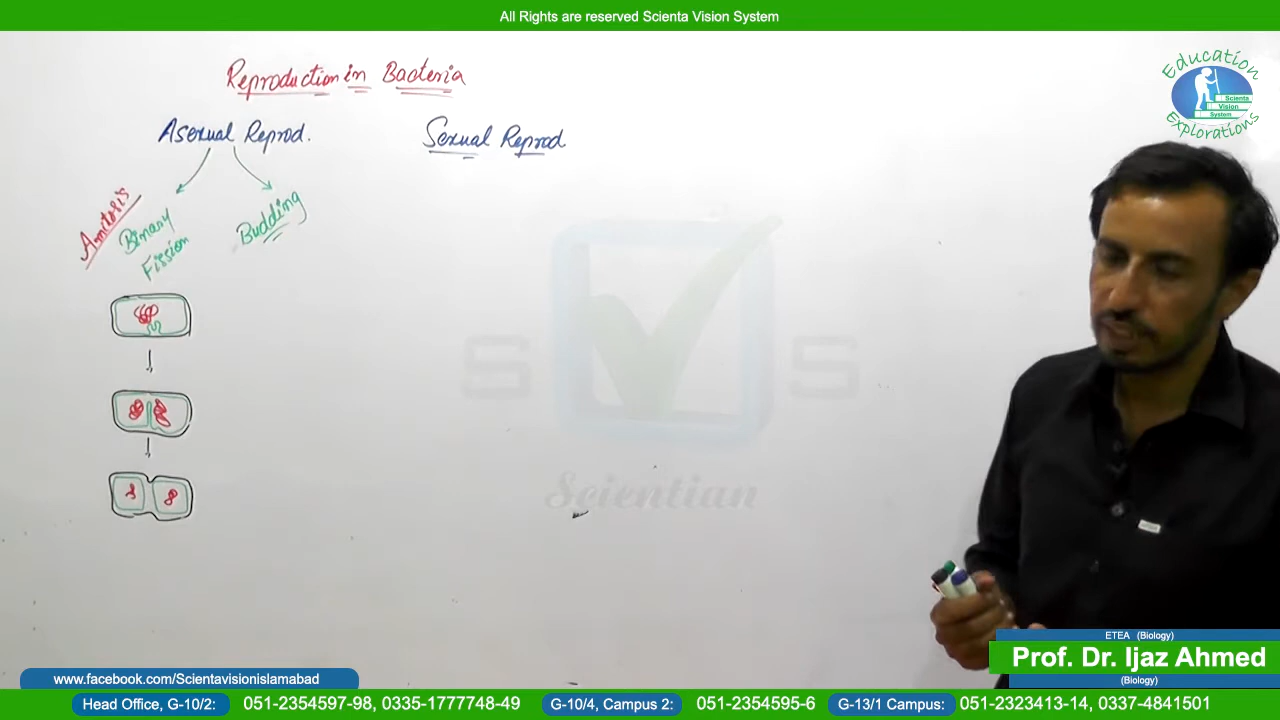 All Rights are reserved Scienta Vision System
Education
Scienta
Vision
System
Explorations
Reproduction in Bacteria
Asexual Reprod.
Sexual Reprod
Amitosis
Binary
Fission
Budding
S S
Scientian
ETEA (Biology)
Prof. Dr. Ijaz Ahmed
(Biology)
www.facebook.com/Scientavisionislamabad
Head Office, G-10/2: 051-2354597-98, 0335-1777748-49 G-10/4, Campus 2: 051-2354595-6 G-13/1 Campus: 051-2323413-14, 0337-4841501